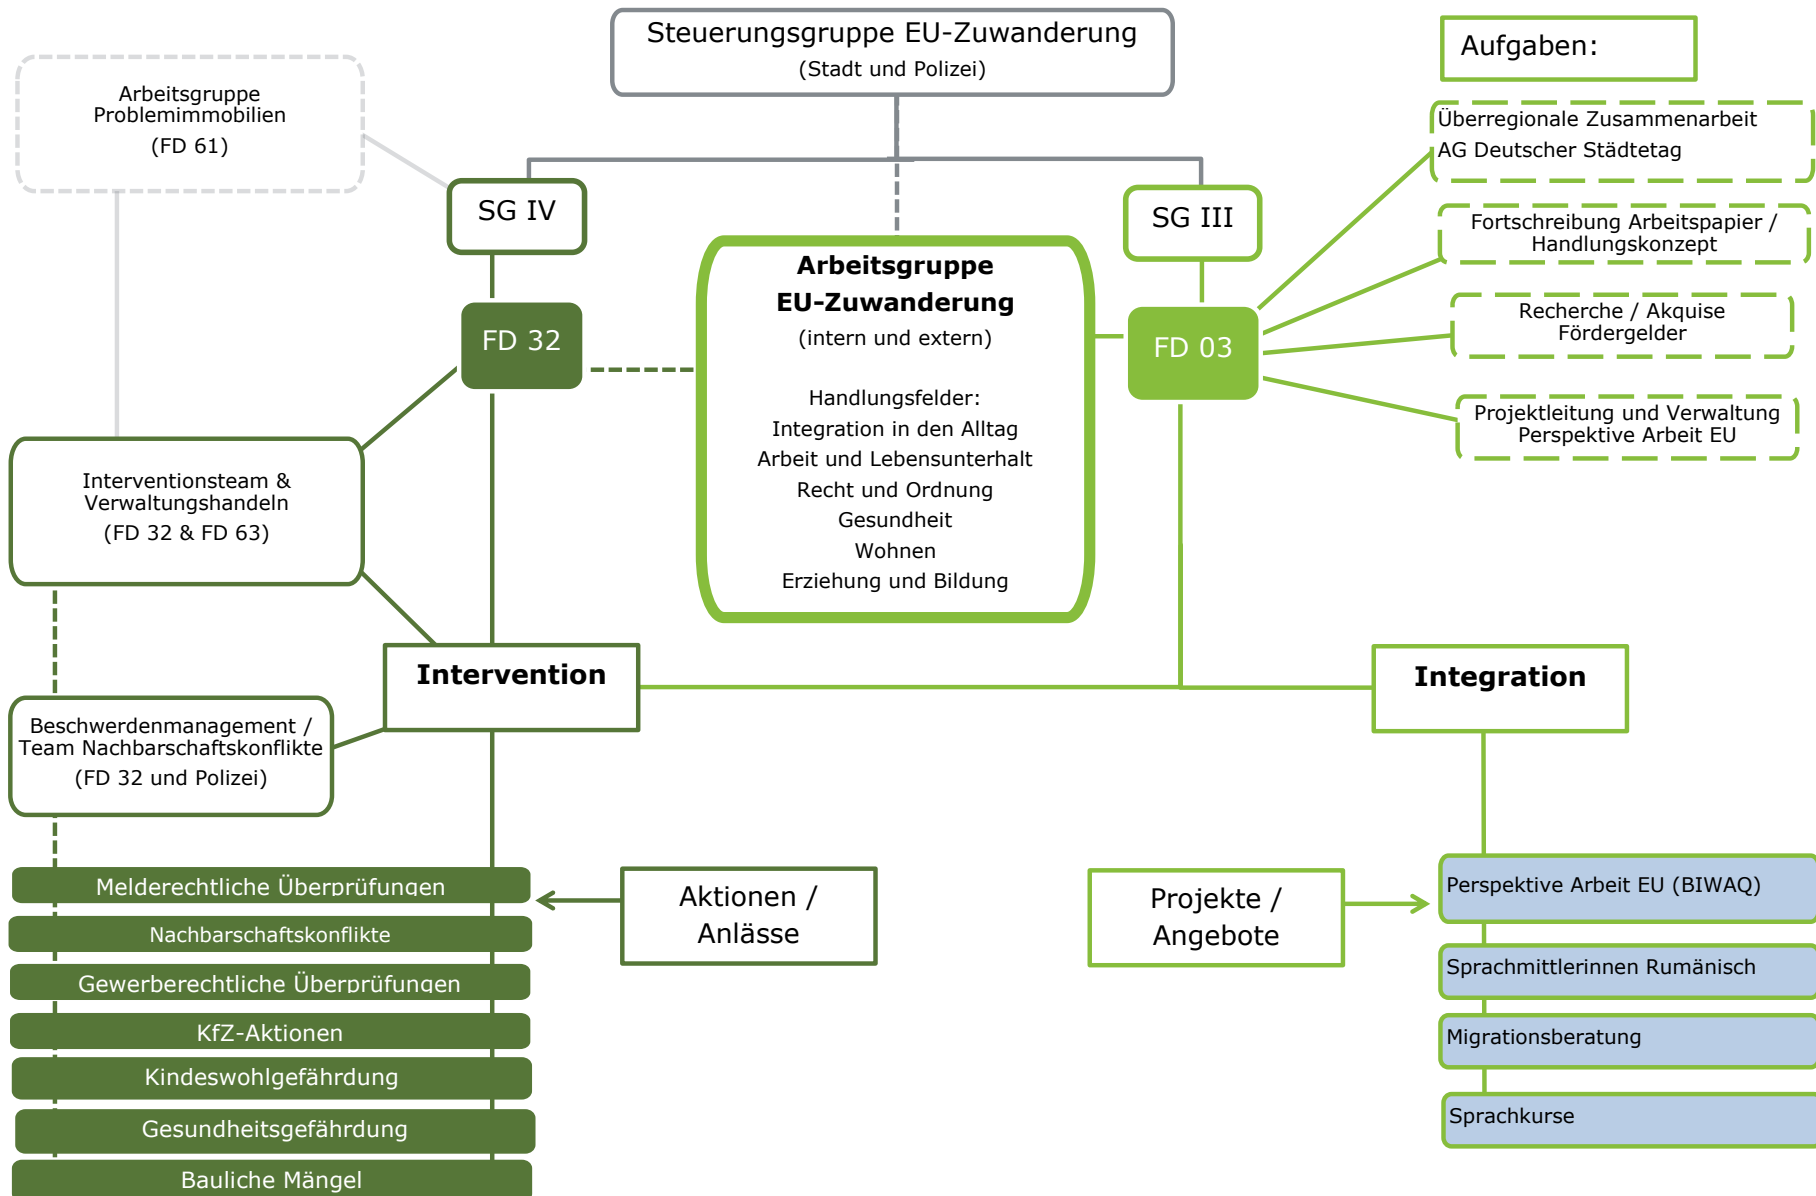 Steuerungsgruppe EU-Zuwanderung
(Stadt und Polizei)
Aufgaben:
Arbeitsgruppe
Problemimmobilien
(FD 61)
Überregionale Zusammenarbeit
AG Deutscher Städtetag
SG IV
SG III
Fortschreibung Arbeitspapier /
Handlungskonzept
Arbeitsgruppe
EU-Zuwanderung
(intern und extern)
Handlungsfelder:
Integration in den Alltag
Arbeit und Lebensunterhalt
Recht und Ordnung
Gesundheit
Wohnen
Erziehung und Bildung
FD 32
FD 03
Recherche / Akquise
Fördergelder
Projektleitung und Verwaltung
Perspektive Arbeit EU
Interventionsteam &
Verwaltungshandeln
(FD 32 & FD 63)
Intervention
Integration
Beschwerdenmanagement /
Team Nachbarschaftskonflikte
(FD 32 und Polizei)
Melderechtliche Überprüfungen
Nachbarschaftskonflikte
Gewerberechtliche Überprüfungen
KfZ-Aktionen
Kindeswohlgefährdung
Gesundheitsgefährdung
Bauliche Mängel
Aktionen /
Anlässe
Projekte /
Angebote
Perspektive Arbeit EU (BIWAQ)
Sprachmittlerinnen Rumänisch
Migrationsberatung
Sprachkurse